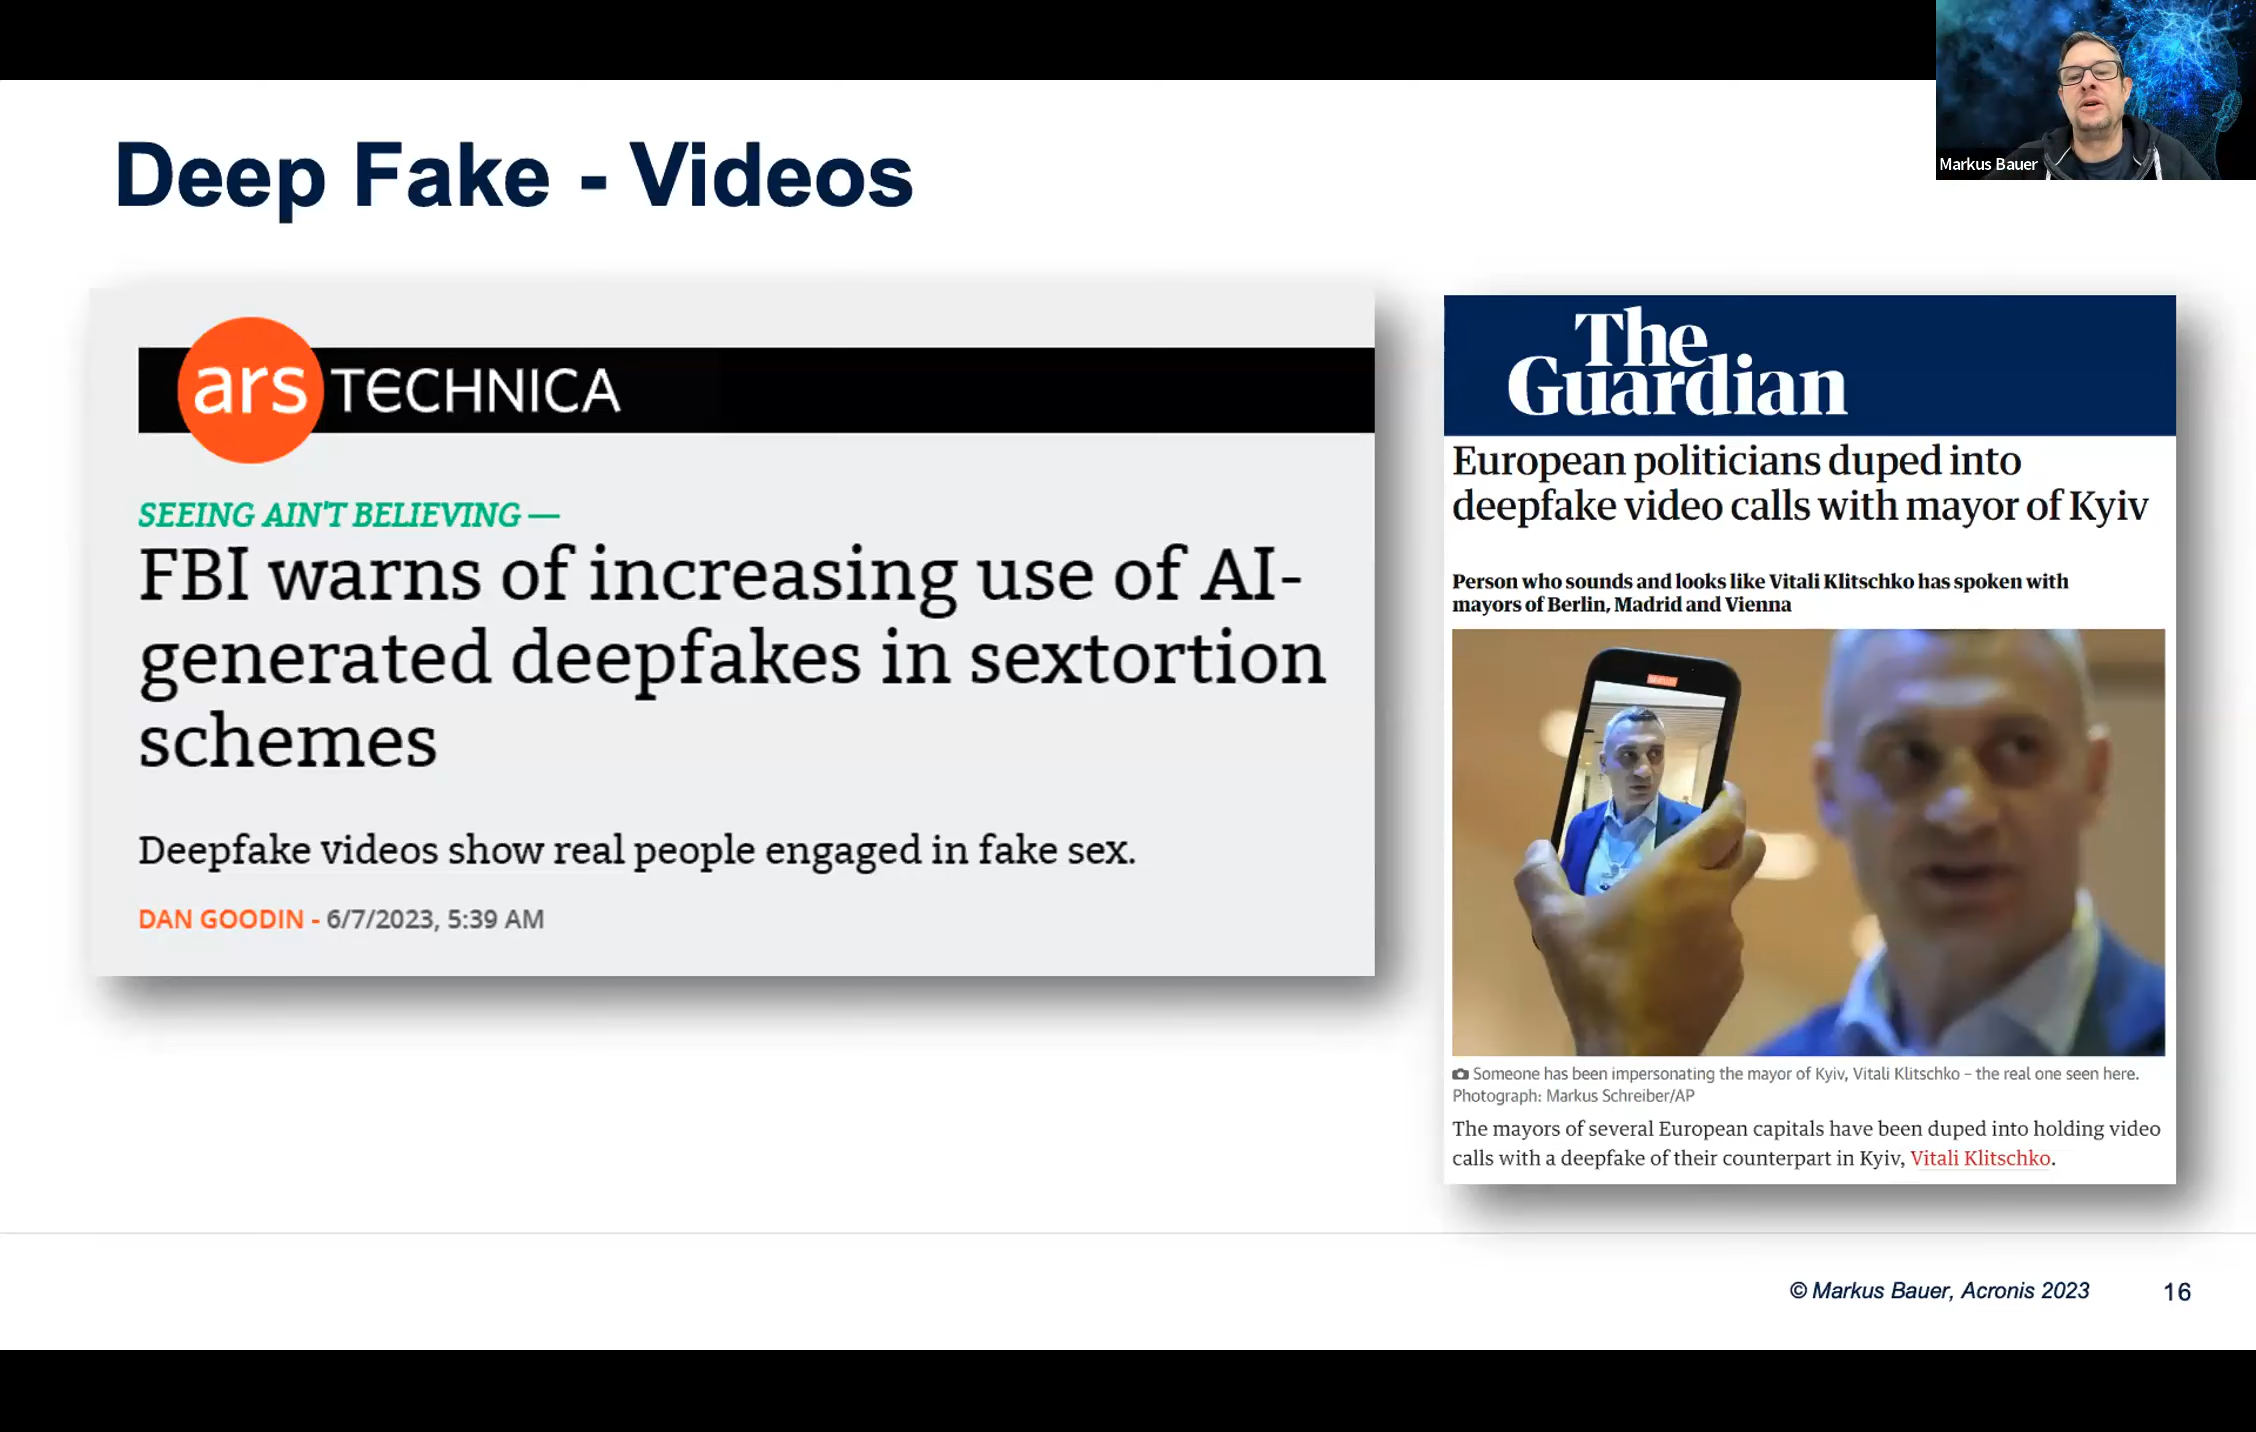 Markus Bauer
Deep Fake - Videos
ars TECHNICA
SEEING AIN'T BELIEVING —
FBI warns of increasing use of AI-
generated deepfakes in sextortion
schemes
Deepfake videos show real people engaged in fake sex.
DAN GOODIN - 6/7/2023, 5:39 AM
The
Guardian
European politicians duped into
deepfake video calls with mayor of Kyiv
Person who sounds and looks like Vitali Klitschko has spoken with
mayors of Berlin, Madrid and Vienna
Someone has been impersonating the mayor of Kyiv, Vitali Klitschko – the real one seen here.
Photograph: Markus Schreiber/AP
The mayors of several European capitals have been duped into holding video
calls with a deepfake of their counterpart in Kyiv, Vitali Klitschko.
© Markus Bauer, Acronis 2023
16